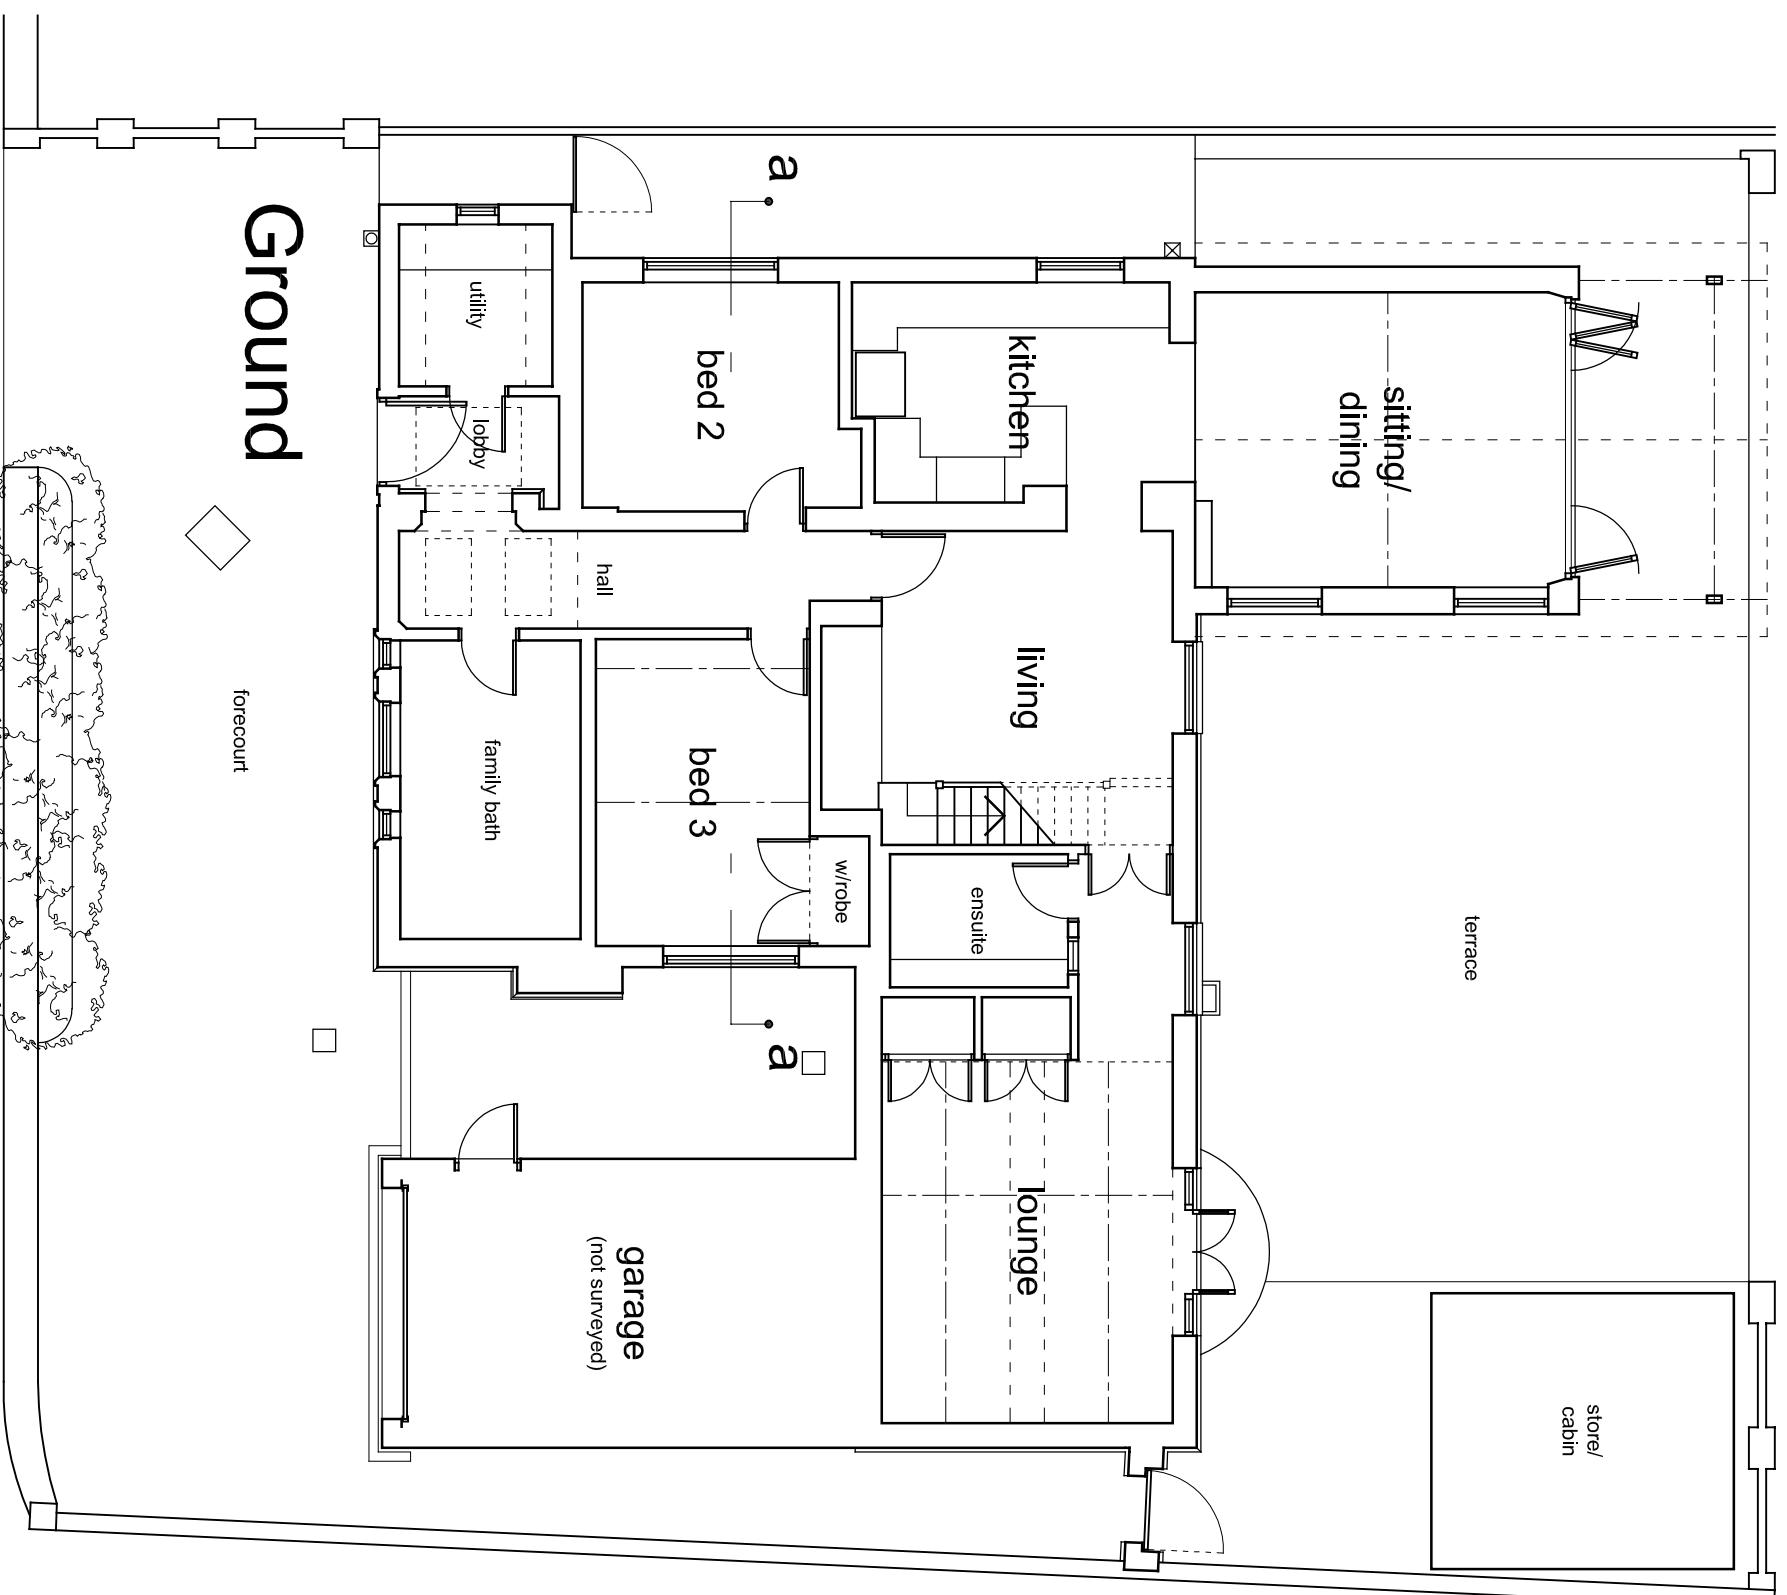 Ground
forecourt
utility
lobby
hall
family bath
a
bed 2
bed 3
w/robe
a
garage
(not surveyed)
kitchen
living
ensuite
lounge
sitting/
dining
terrace
store/
cabin